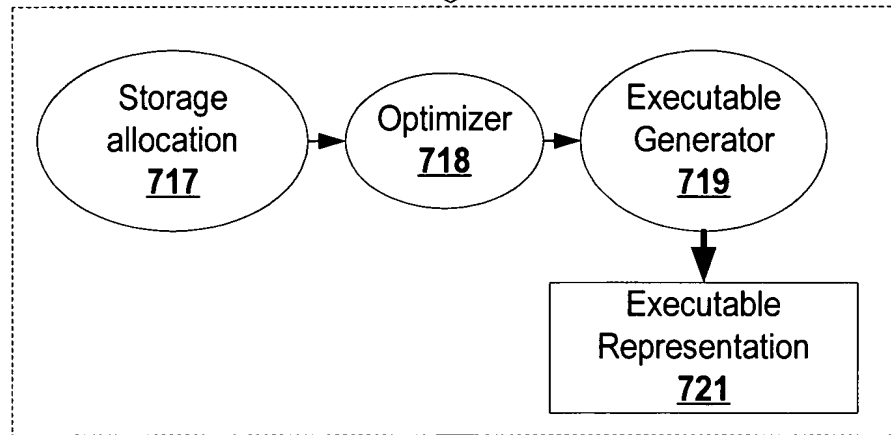 Storage
allocation
717
Optimizer
718
Executable
Generator
719
Executable
Representation
721